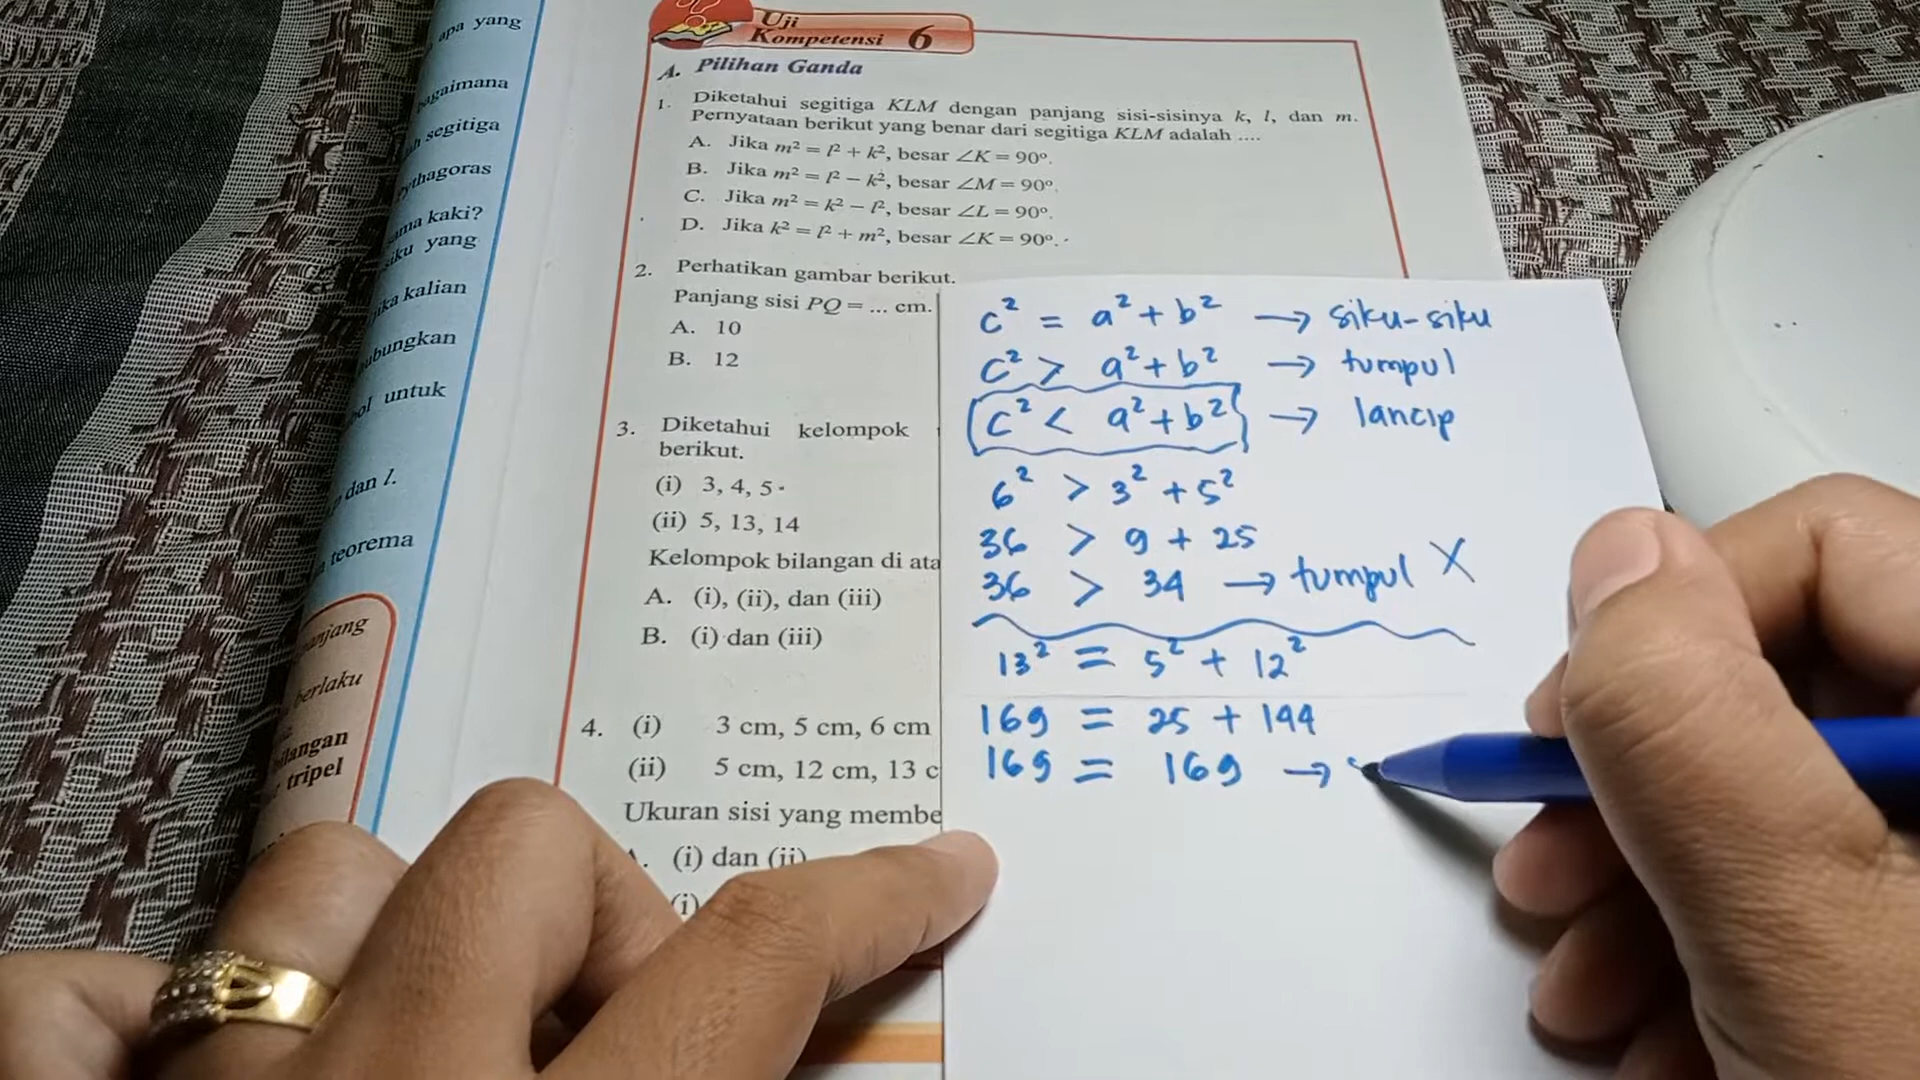 apa yang
bagaimana
segitiga
Pythagoras
sama kaki?
siku yang
jika kalian
hubungkan
untuk
dan l.
teorema
panjang
berlaku
bilangan
tripel
Uji
Kompetensi 6
A. Pilihan Ganda
1. Diketahui segitiga KLM dengan panjang sisi-sisinya k, l, dan m.
Pernyataan berikut yang benar dari segitiga KLM adalah ....
A. Jika m² = l² + k², besar ∠K = 90°.
B. Jika m² = l² − k², besar ∠M = 90°.
C. Jika m² = k² − l², besar ∠L = 90°.
D. Jika k² = l² + m², besar ∠K = 90°.
2. Perhatikan gambar berikut.
Panjang sisi PQ = ... cm.
A. 10
B. 12
3. Diketahui kelompok
berikut.
(i) 3, 4, 5
(ii) 5, 13, 14
Kelompok bilangan di ata
A. (i), (ii), dan (iii)
B. (i) dan (iii)
4. (i) 3 cm, 5 cm, 6 cm
(ii) 5 cm, 12 cm, 13 c
Ukuran sisi yang membe
(i) dan (ii)
(i)
c² = a² + b² → siku-siku
c² > a² + b² → tumpul
c² < a² + b² → lancip
6² > 3² + 5²
36 > 9 + 25
36 > 34 → tumpul X
13² = 5² + 12²
169 = 25 + 144
169 = 169 →